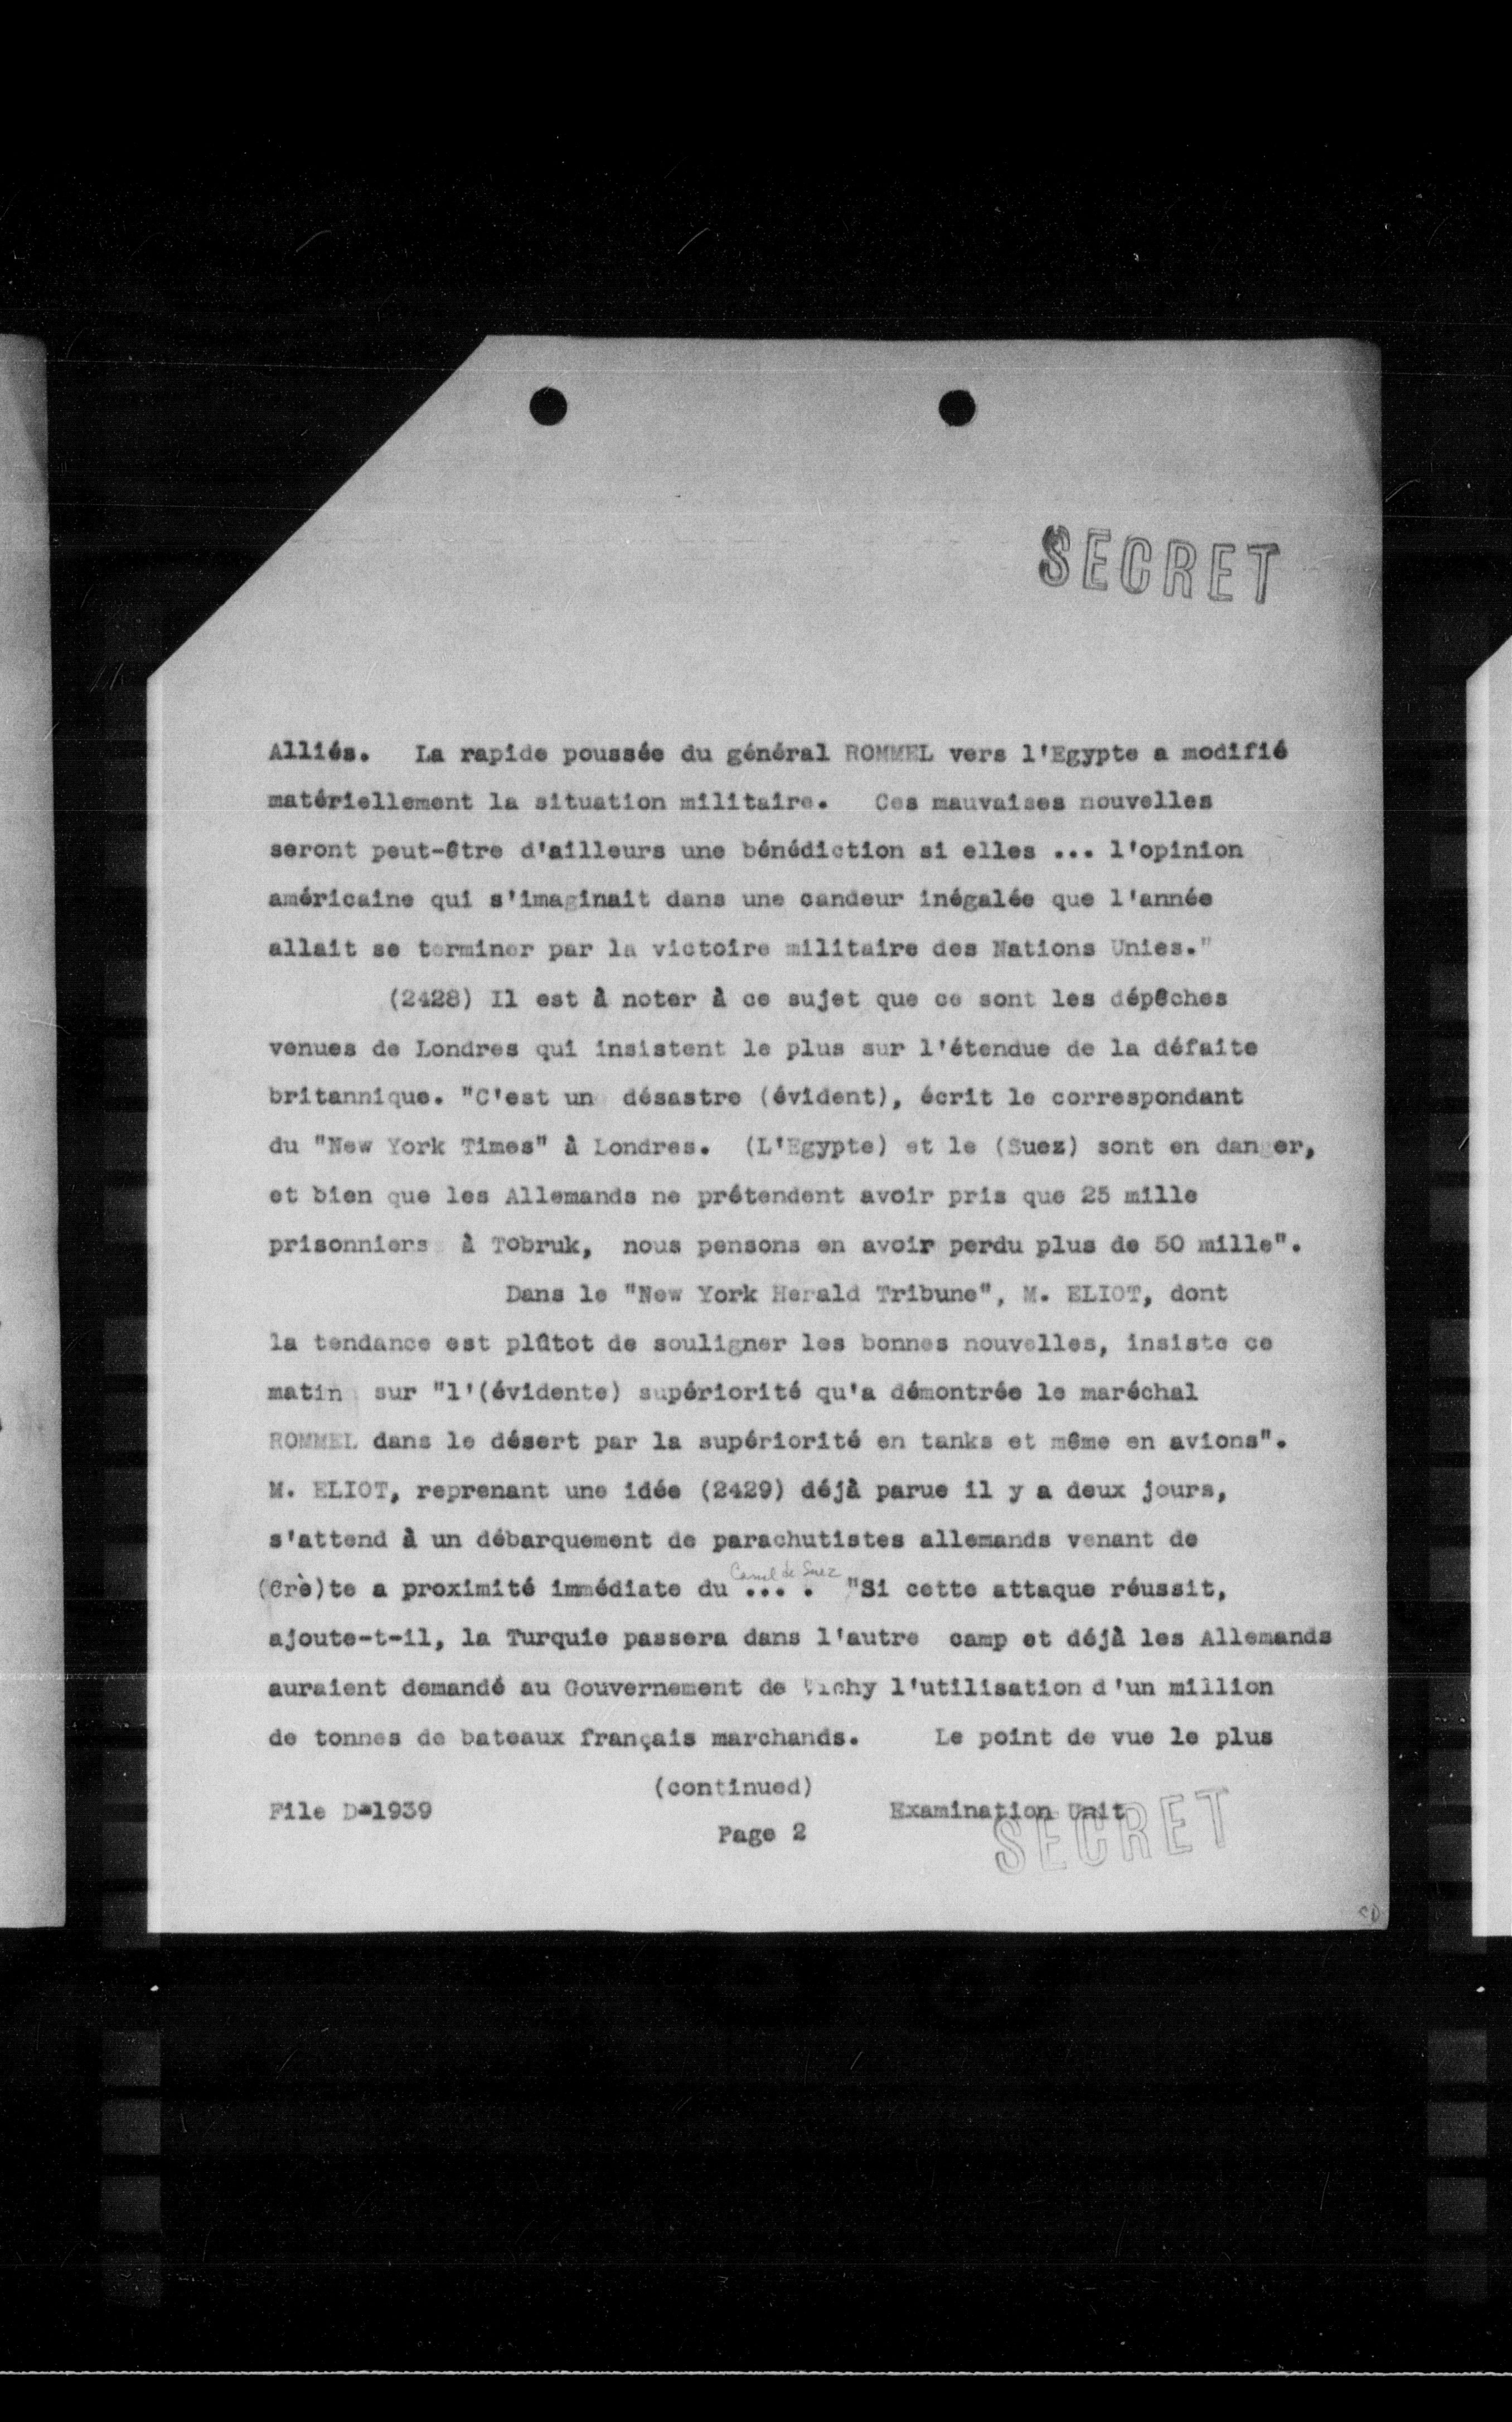 SECRET
Alliés. La rapide poussée du général ROMMEL vers l'Egypte a modifié
matériellement la situation militaire. Ces mauvaises nouvelles
seront peut-être d'ailleurs une bénédiction si elles ... l'opinion
américaine qui s'imaginait dans une candeur inégalée que l'année
allait se terminer par la victoire militaire des Nations Unies."
(2428) Il est à noter à ce sujet que ce sont les dépêches
venues de Londres qui insistent le plus sur l'étendue de la défaite
britannique. "C'est un désastre (évident), écrit le correspondant
du "New York Times" à Londres. (L'Egypte) et le (Suez) sont en danger,
et bien que les Allemands ne prétendent avoir pris que 25 mille
prisonniers à Tobruk, nous pensons en avoir perdu plus de 50 mille".
Dans le "New York Herald Tribune", M. ELIOT, dont
la tendance est plûtot de souligner les bonnes nouvelles, insiste ce
matin sur "l'(évidente) supériorité qu'a démontrée le maréchal
ROMMEL dans le désert par la supériorité en tanks et même en avions".
M. ELIOT, reprenant une idée (2429) déjà parue il y a deux jours,
s'attend à un débarquement de parachutistes allemands venant de
Canal de Suez
(Crè)te a proximité immédiate du ... . "Si cette attaque réussit,
ajoute-t-il, la Turquie passera dans l'autre camp et déjà les Allemands
auraient demandé au Gouvernement de Vichy l'utilisation d'un million
de tonnes de bateaux français marchands. Le point de vue le plus
(continued)
File D-1939 Examination Unit
Page 2
SECRET